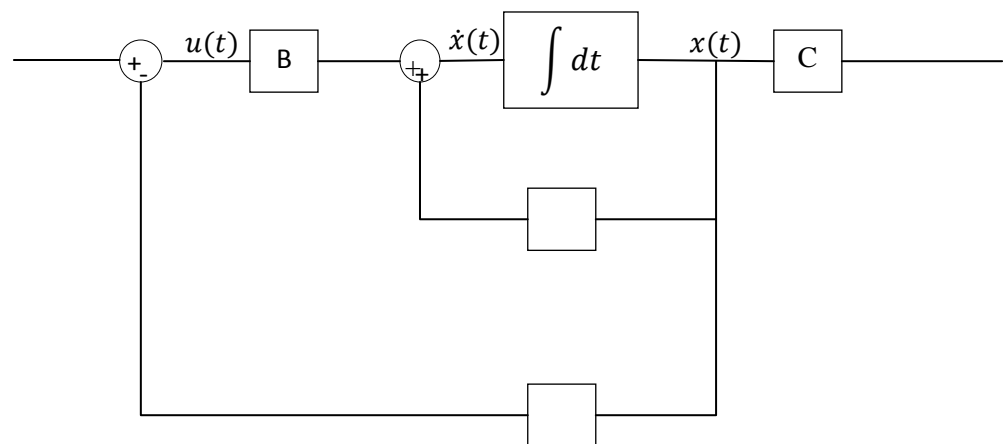 u(t) B ẋ(t) ∫ dt x(t) C
+
-
+
+